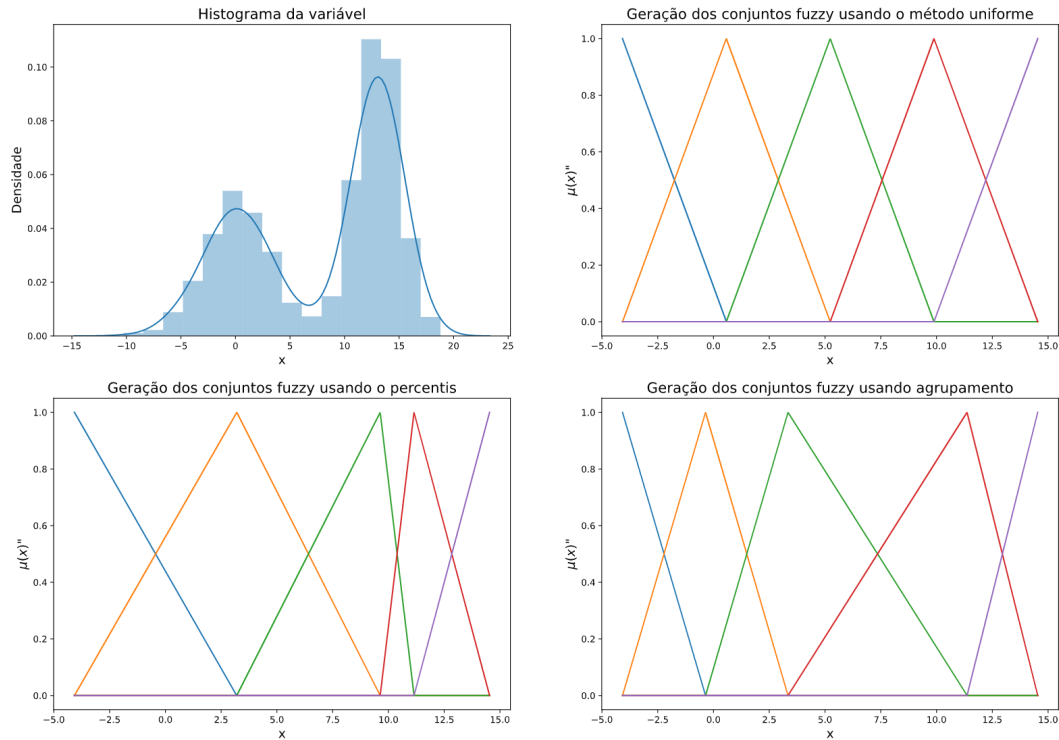 Histograma da variável
0.10
0.08
0.06
0.04
0.02
0.00
Densidade
−15 −10 −5 0 5 10 15 20 25
x
Geração dos conjuntos fuzzy usando o método uniforme
1.0
0.8
0.6
0.4
0.2
0.0
μ(x)"
−5.0 −2.5 0.0 2.5 5.0 7.5 10.0 12.5 15.0
x
Geração dos conjuntos fuzzy usando o percentis
1.0
0.8
0.6
0.4
0.2
0.0
μ(x)"
−5.0 −2.5 0.0 2.5 5.0 7.5 10.0 12.5 15.0
x
Geração dos conjuntos fuzzy usando agrupamento
1.0
0.8
0.6
0.4
0.2
0.0
μ(x)"
−5.0 −2.5 0.0 2.5 5.0 7.5 10.0 12.5 15.0
x